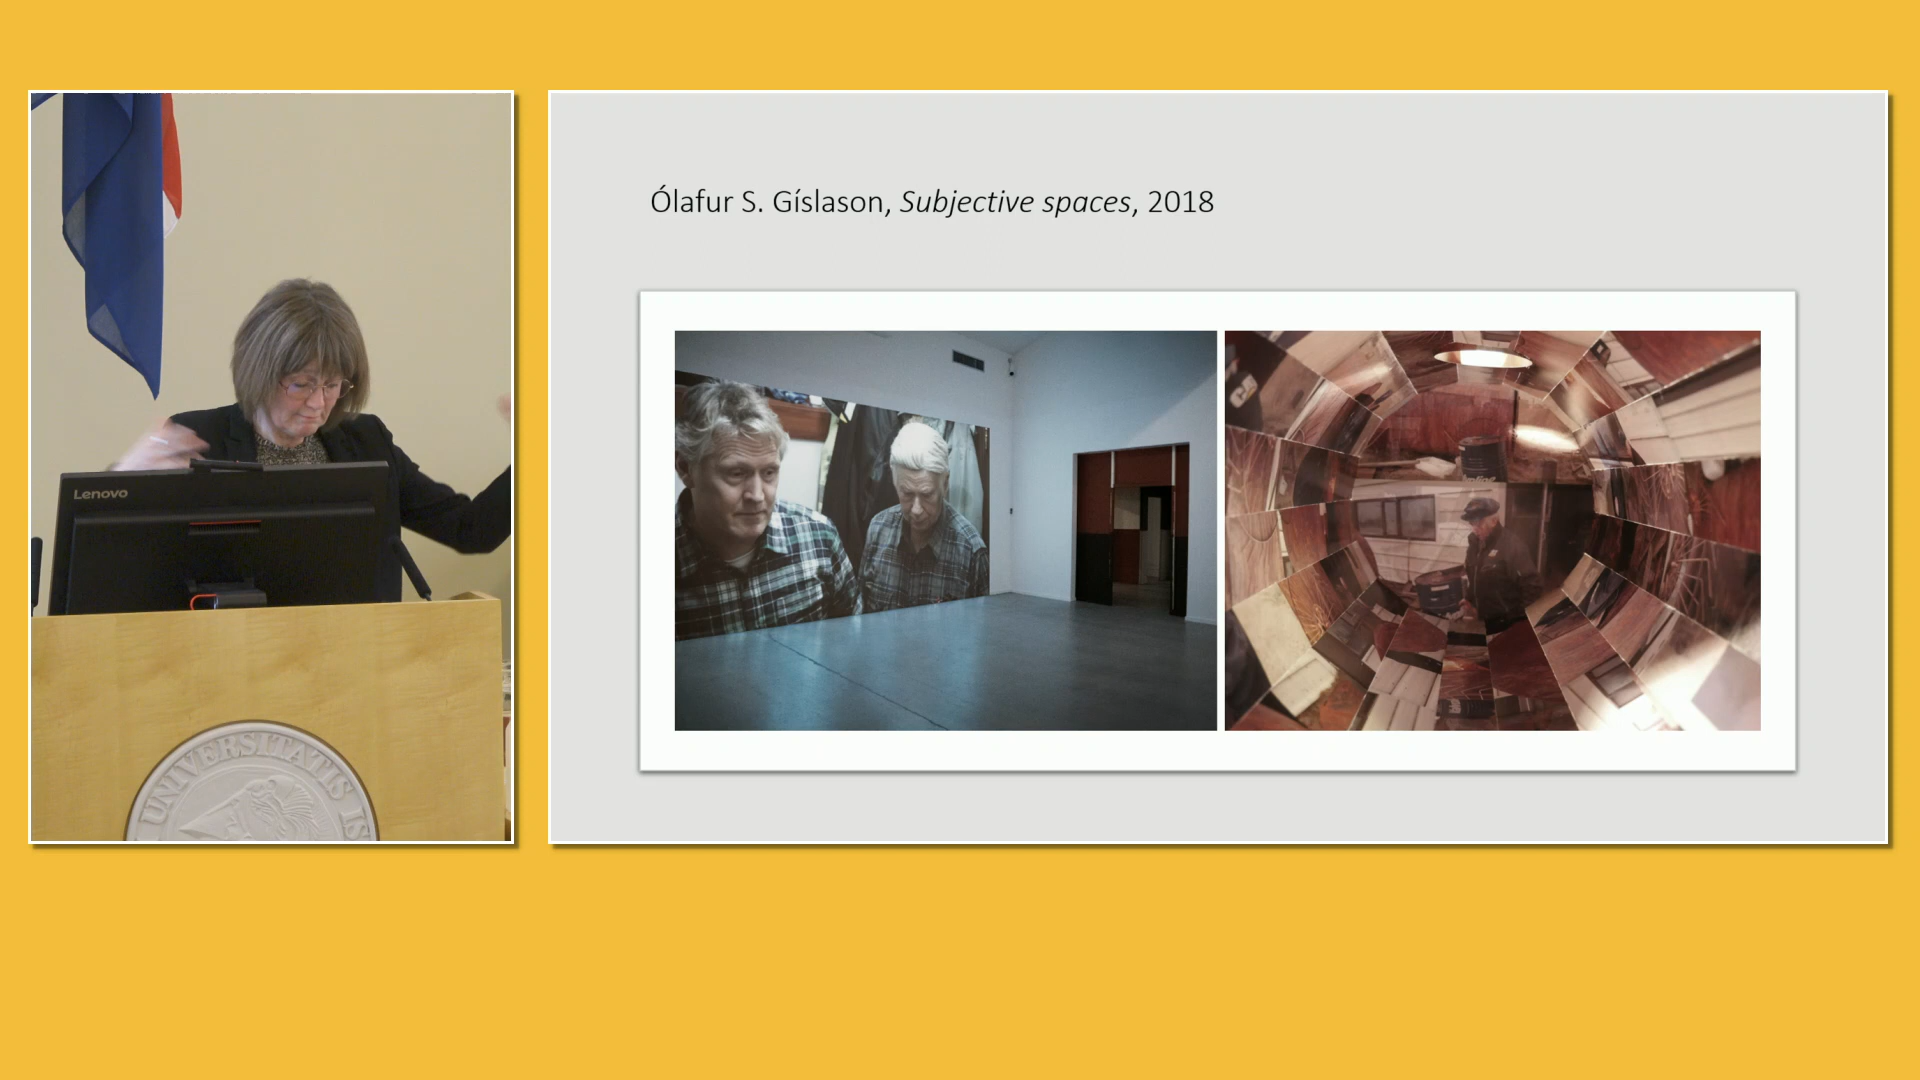 Ólafur S. Gíslason, Subjective spaces, 2018
Lenovo
UNIVERSITATIS IS